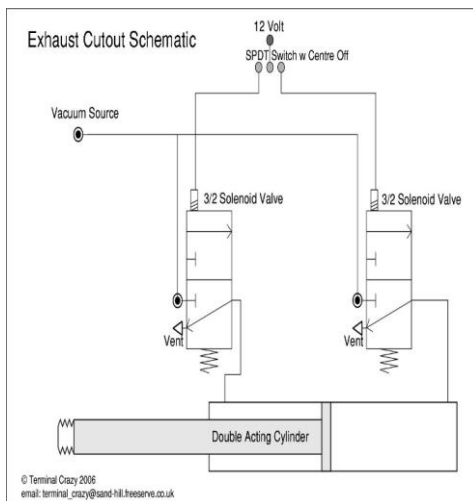 Exhaust Cutout Schematic
12 Volt
SPDT Switch w Centre Off
Vacuum Source
3/2 Solenoid Valve
3/2 Solenoid Valve
Vent
Vent
Double Acting Cylinder
© Terminal Crazy 2006
email: terminal_crazy@sand-hill.freeserve.co.uk